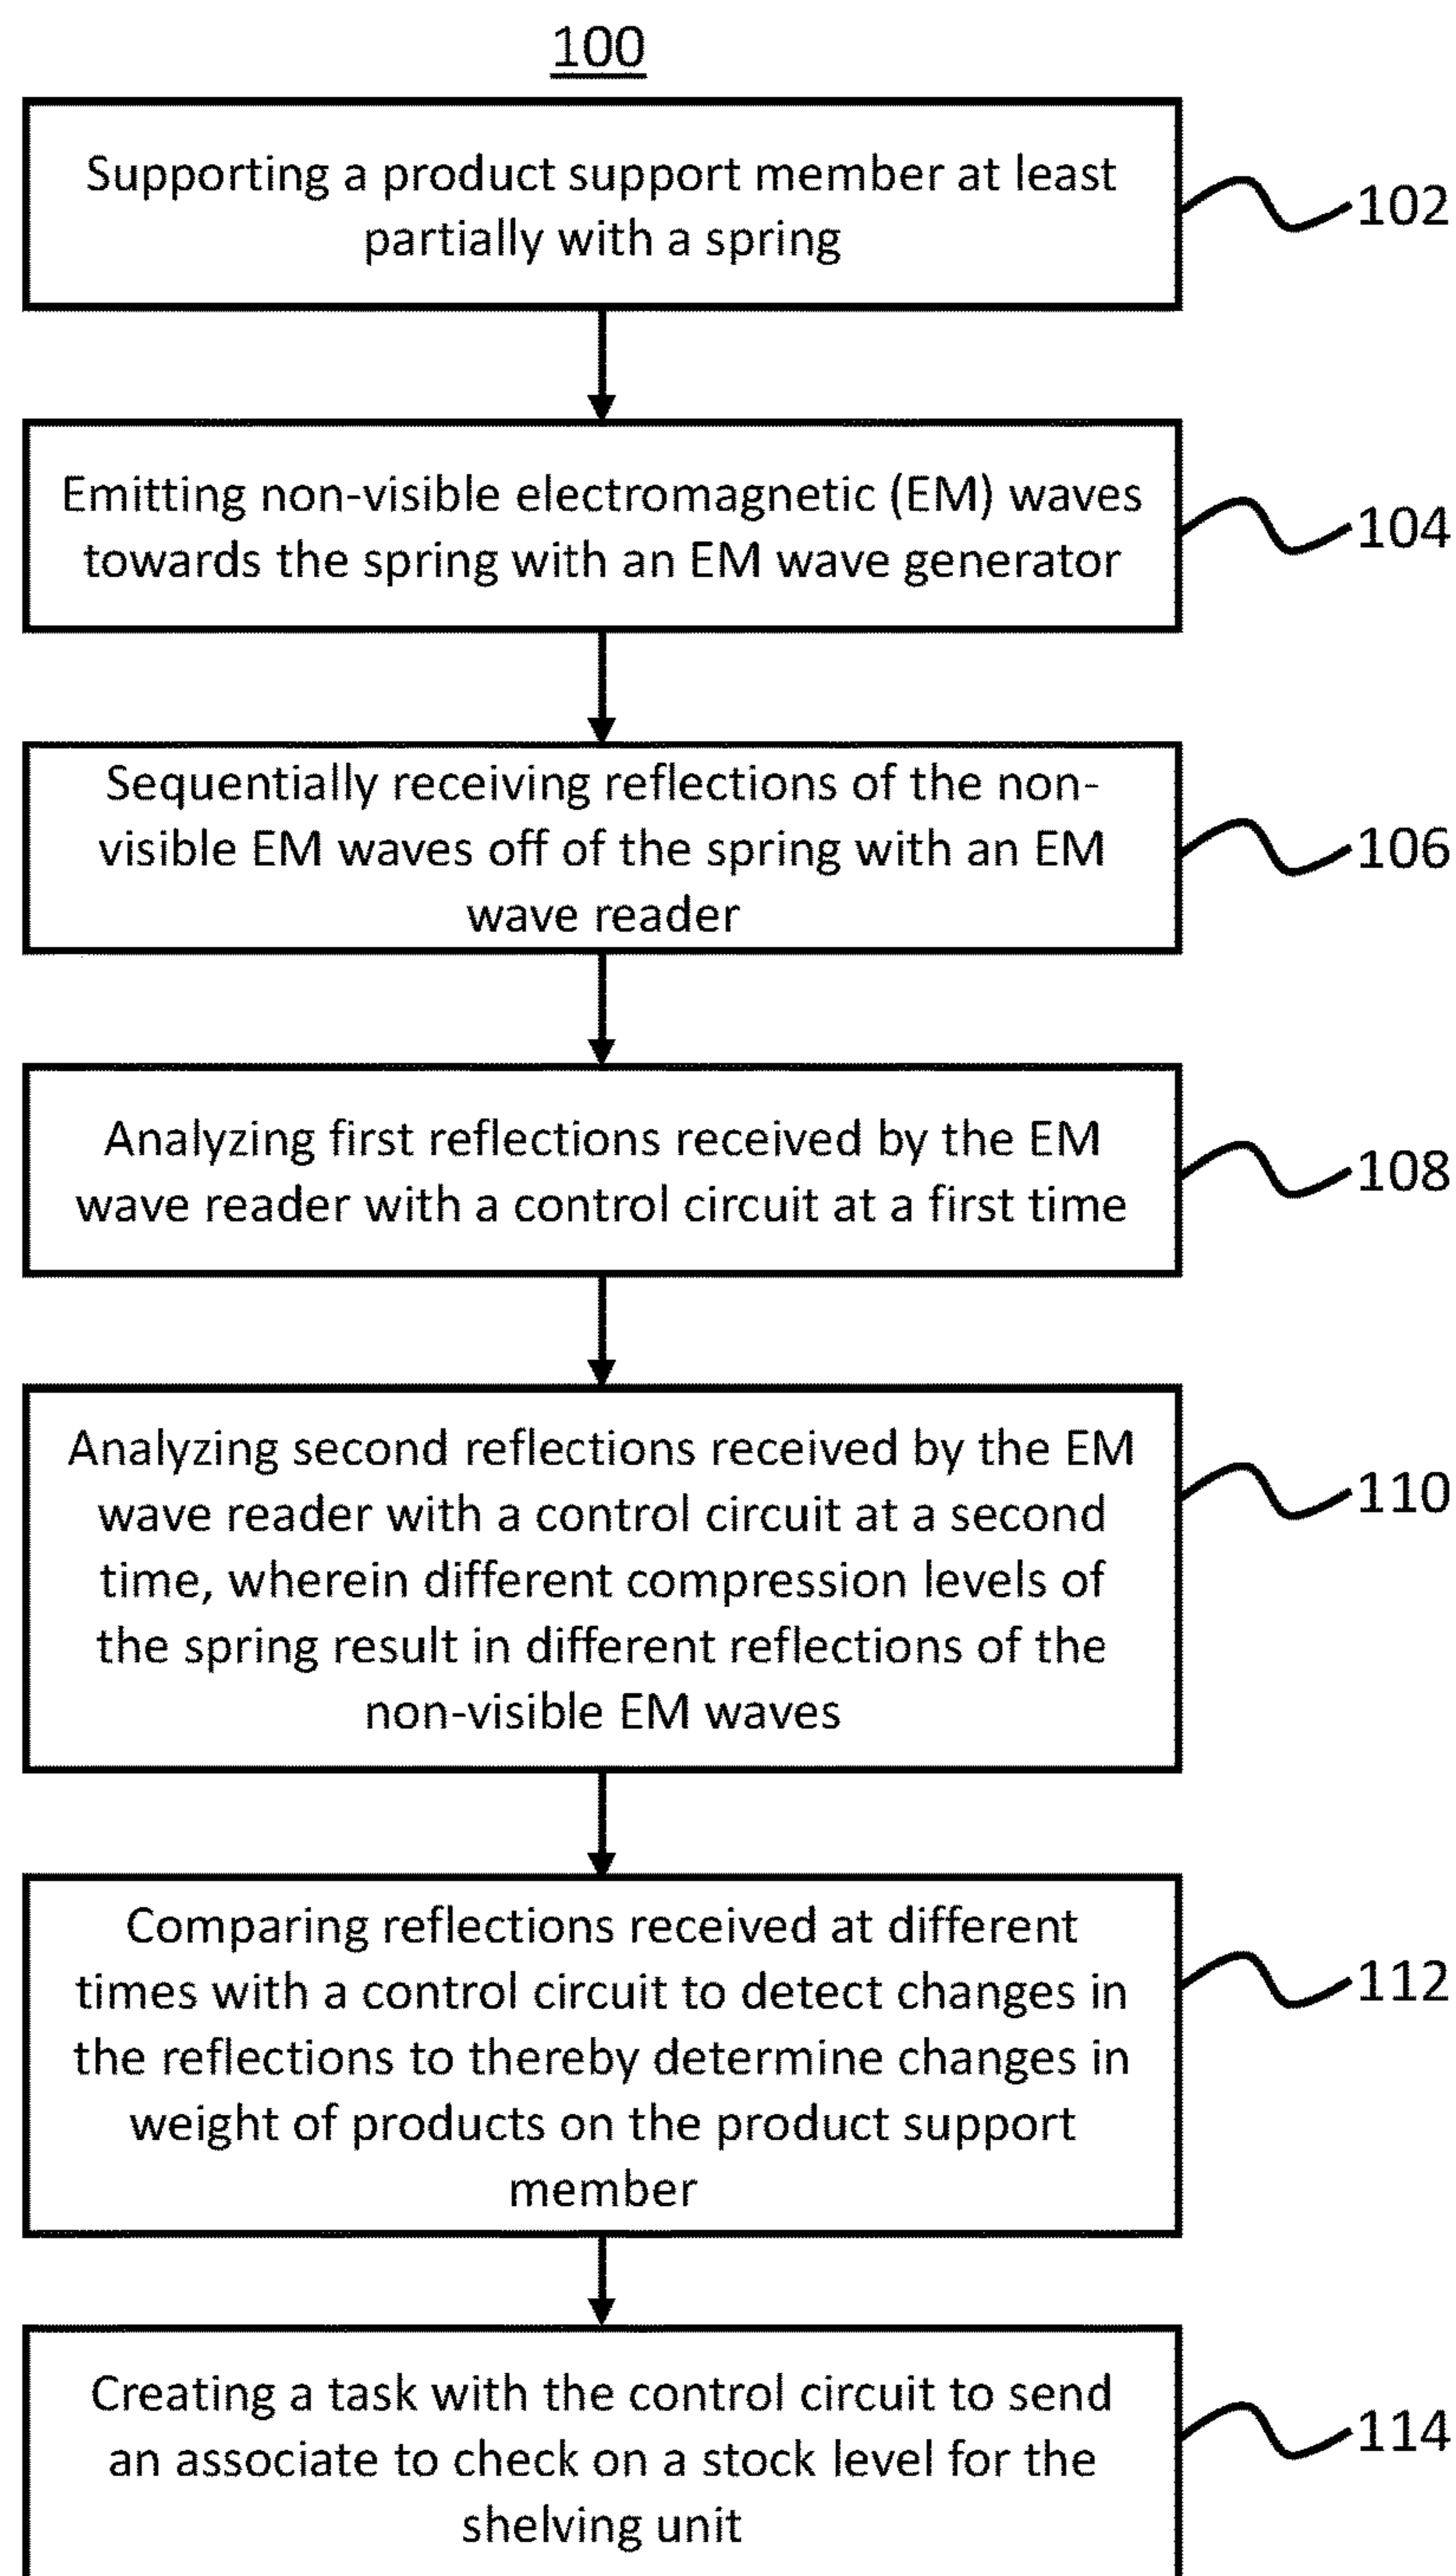 100
Supporting a product support member at least
partially with a spring
102
Emitting non-visible electromagnetic (EM) waves
towards the spring with an EM wave generator
104
Sequentially receiving reflections of the non-
visible EM waves off of the spring with an EM
wave reader
106
Analyzing first reflections received by the EM
wave reader with a control circuit at a first time
108
Analyzing second reflections received by the EM
wave reader with a control circuit at a second
time, wherein different compression levels of
the spring result in different reflections of the
non-visible EM waves
110
Comparing reflections received at different
times with a control circuit to detect changes in
the reflections to thereby determine changes in
weight of products on the product support
member
112
Creating a task with the control circuit to send
an associate to check on a stock level for the
shelving unit
114